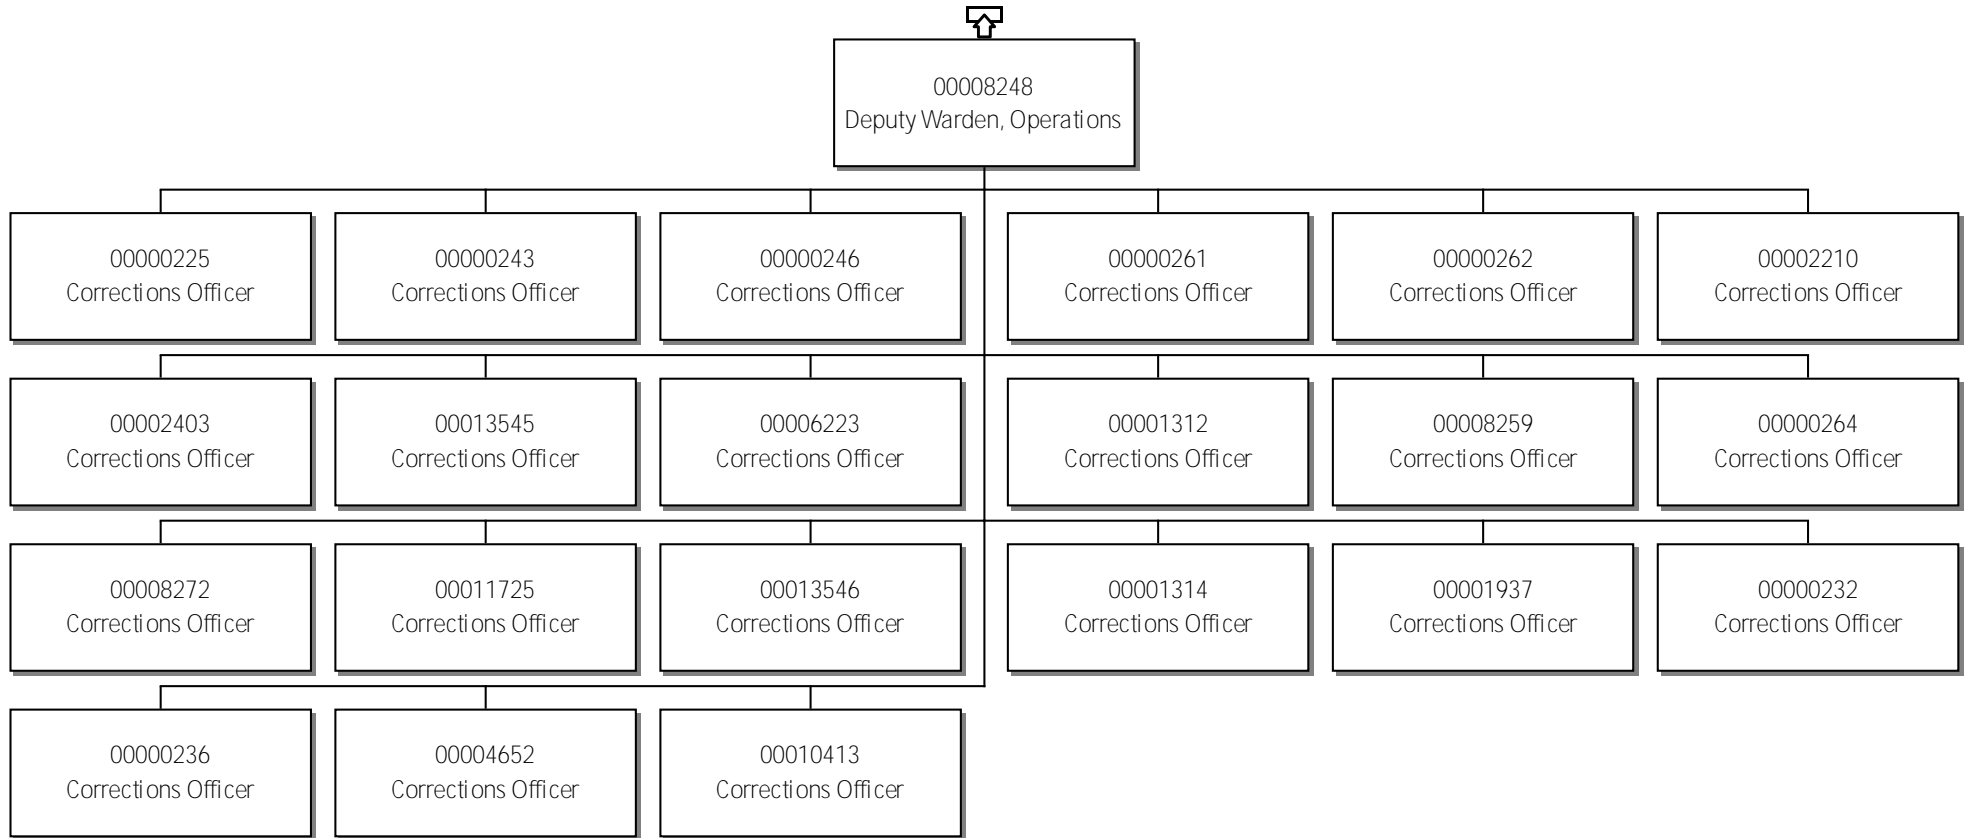 00008248
Deputy Warden, Operations
00000225
Corrections Officer
00000243
Corrections Officer
00000246
Corrections Officer
00000261
Corrections Officer
00000262
Corrections Officer
00002210
Corrections Officer
00002403
Corrections Officer
00013545
Corrections Officer
00006223
Corrections Officer
00001312
Corrections Officer
00008259
Corrections Officer
00000264
Corrections Officer
00008272
Corrections Officer
00011725
Corrections Officer
00013546
Corrections Officer
00001314
Corrections Officer
00001937
Corrections Officer
00000232
Corrections Officer
00000236
Corrections Officer
00004652
Corrections Officer
00010413
Corrections Officer